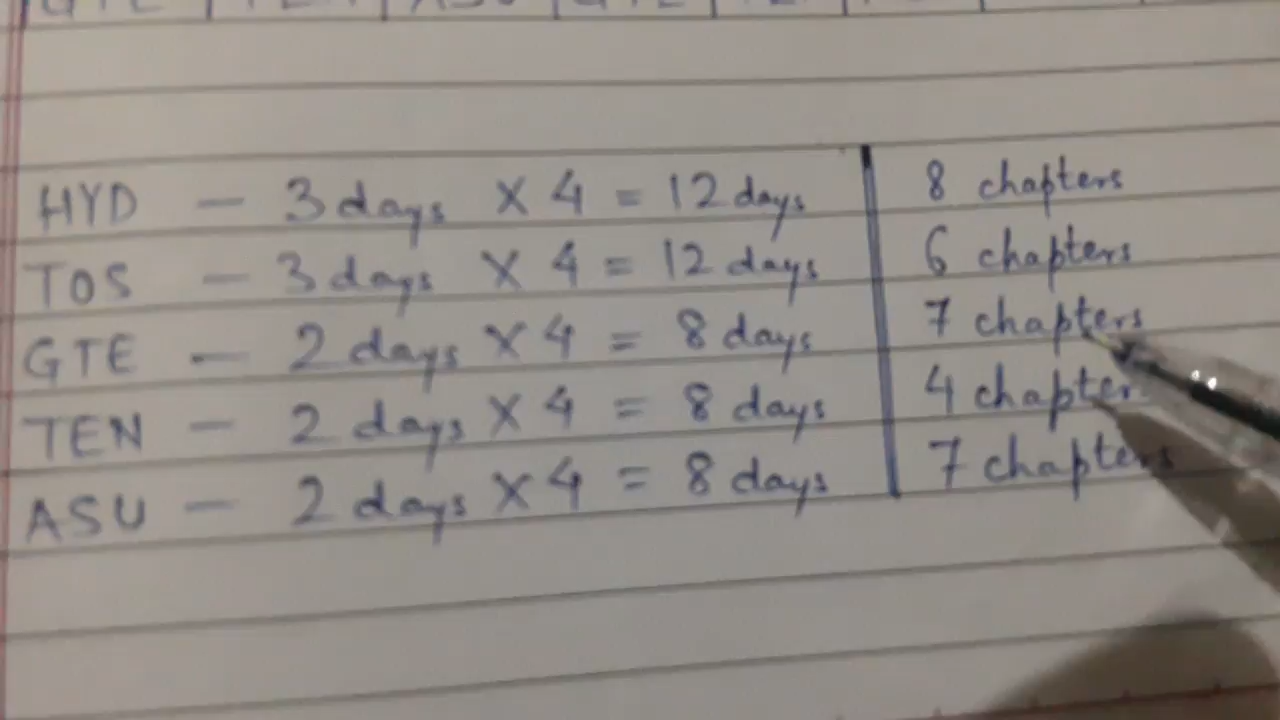 HYD - 3 days X 4 = 12 days 8 chapters
TOS - 3 days X 4 = 12 days 6 chapters
GTE - 2 days X 4 = 8 days 7 chapters
TEN - 2 days X 4 = 8 days 4 chapter
ASU - 2 days X 4 = 8 days 7 chapters